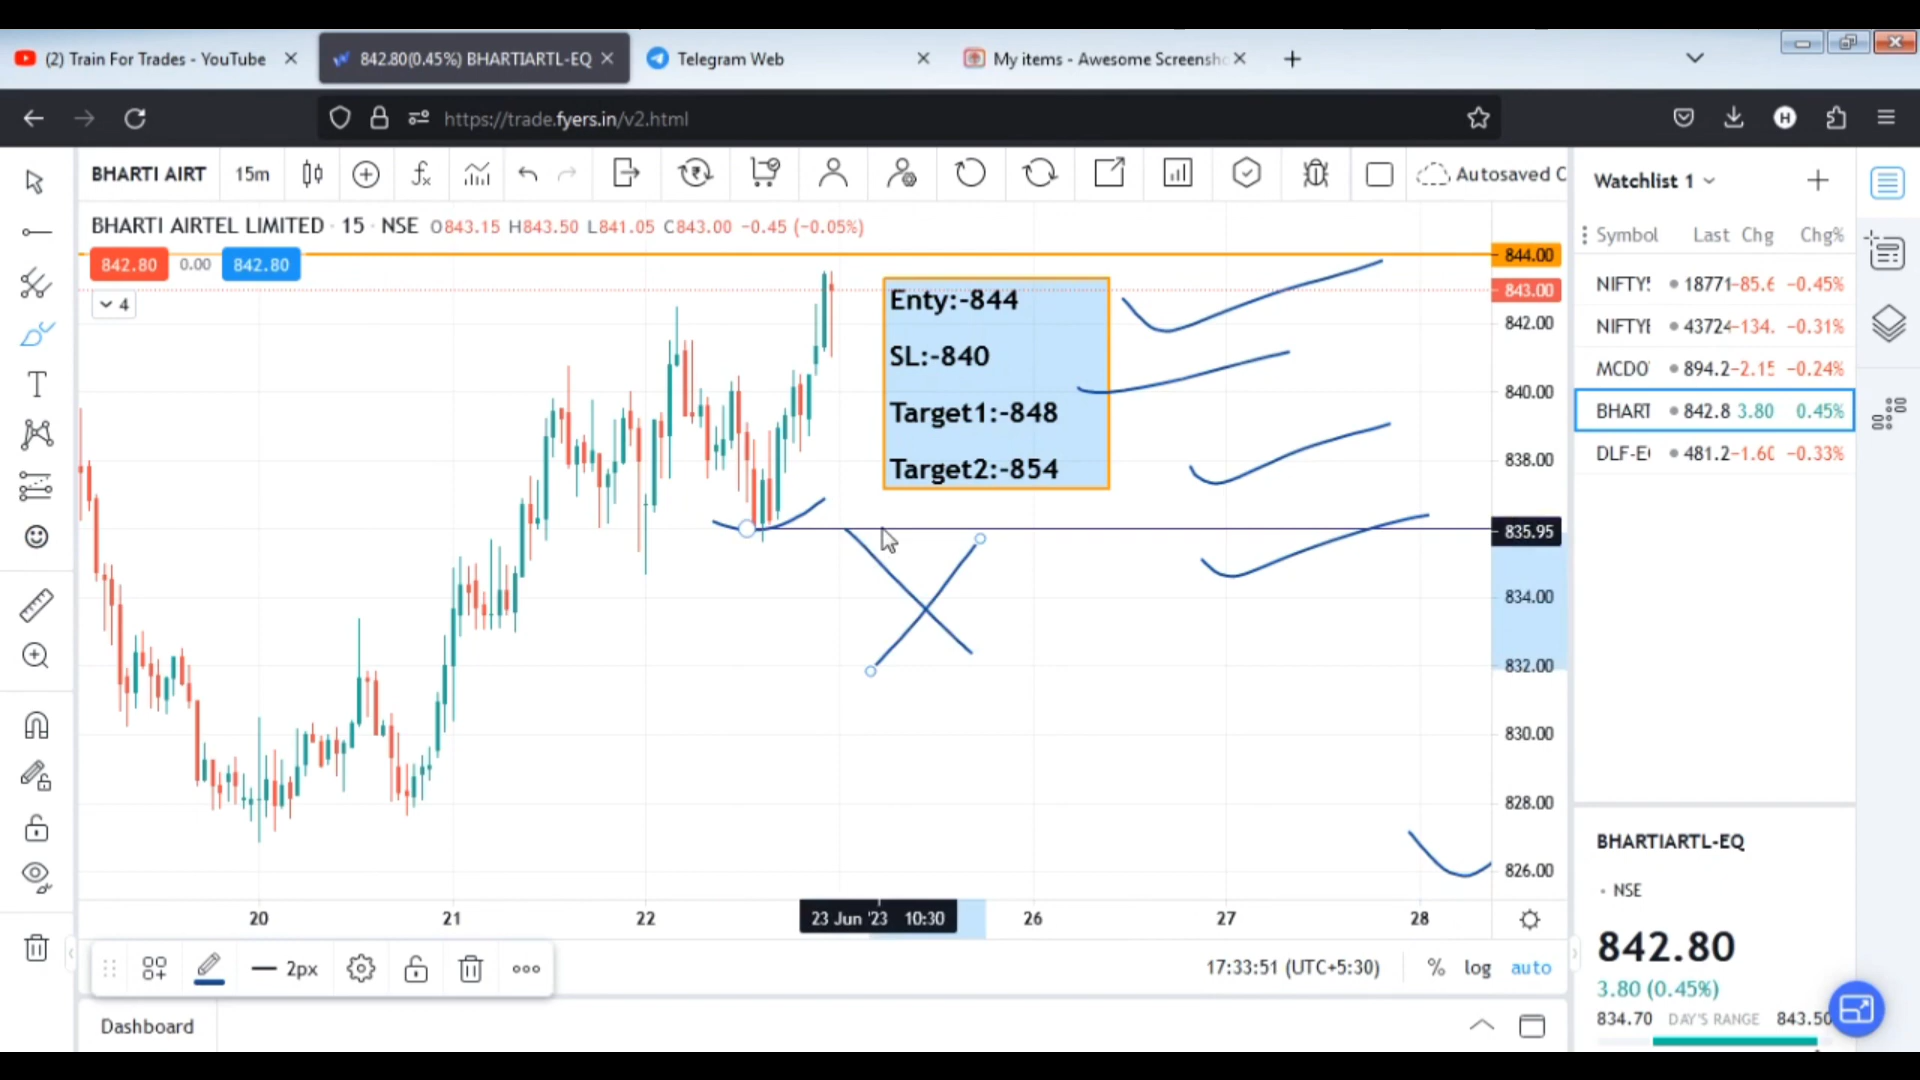 (2) Train For Trades - YouTube
842.80(0.45%) BHARTIARTL-EQ
Telegram Web
My items - Awesome Screensho
https://trade.fyers.in/v2.html
H
BHARTI AIRT
15m
Autosaved C
Watchlist 1
BHARTI AIRTEL LIMITED · 15 · NSE O843.15 H843.50 L841.05 C843.00 -0.45 (-0.05%)
842.80 0.00 842.80
4
Symbol Last Chg Chg%
NIFTY! 18771 -85.6 -0.45%
NIFTYE 43724 -134. -0.31%
MCDO 894.2 -2.15 -0.24%
BHART 842.8 3.80 0.45%
DLF-E 481.2 -1.60 -0.33%
Enty:-844
SL:-840
Target1:-848
Target2:-854
844.00
843.00
842.00
840.00
838.00
835.95
834.00
832.00
830.00
828.00
826.00
20 21 22 23 Jun '23 10:30 26 27 28
2px
17:33:51 (UTC+5:30) % log auto
Dashboard
BHARTIARTL-EQ
· NSE
842.80
3.80 (0.45%)
834.70 DAY'S RANGE 843.50